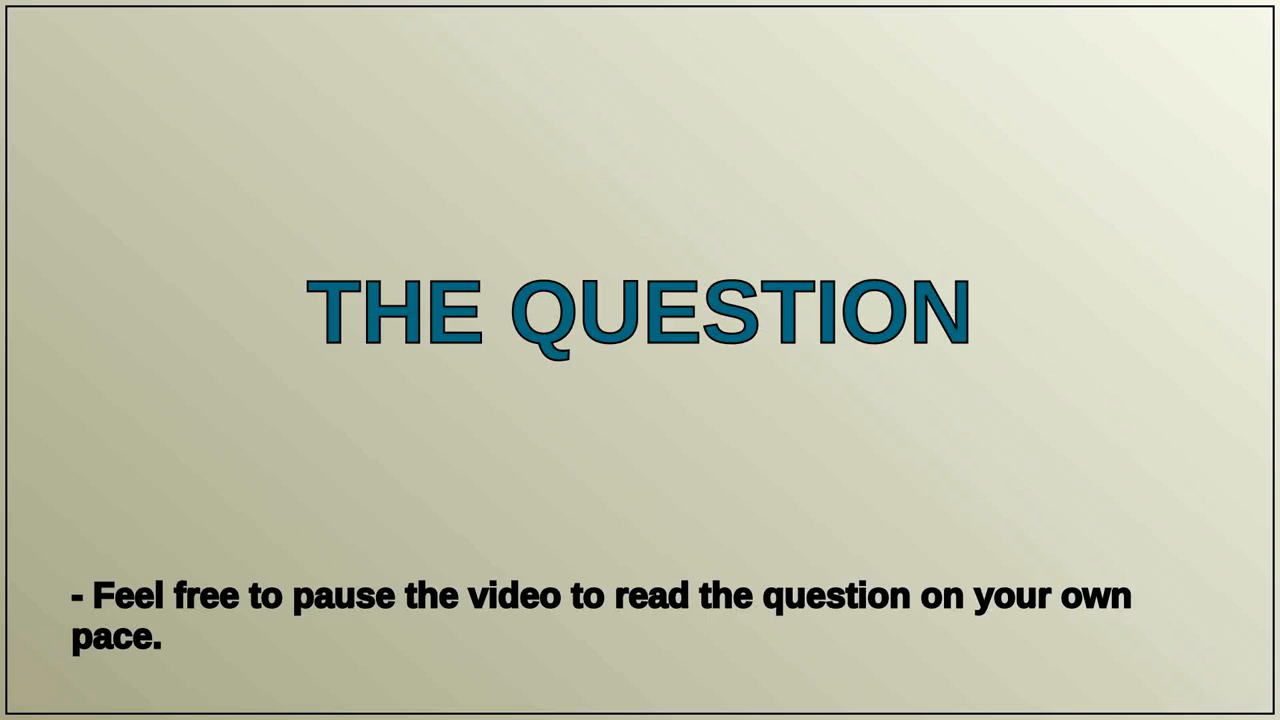 THE QUESTION
- Feel free to pause the video to read the question on your own
pace.